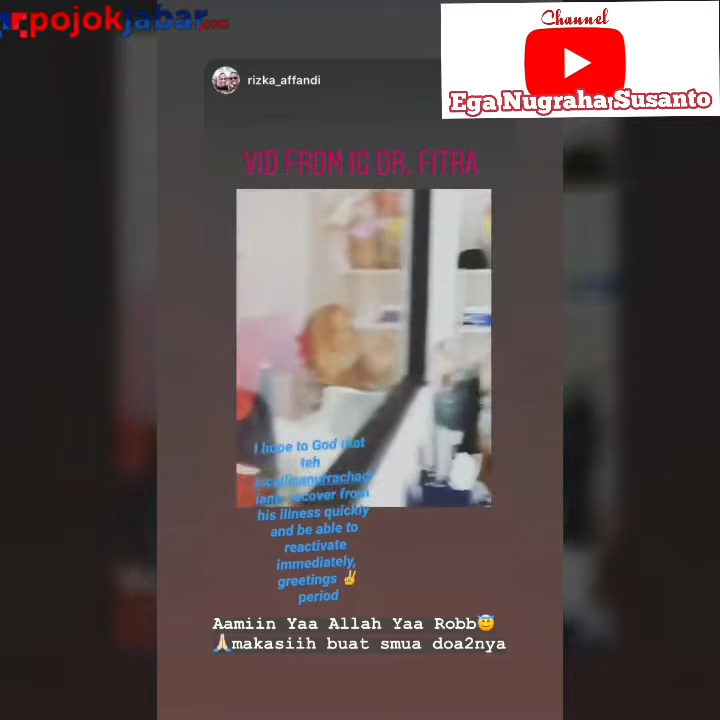 pojokjabar.com
Channel
Ega Nugraha Susanto
rizka_affandi
VID FROM IG DR. FITRA
I hope to God that
teh
recover from
his illness quickly
and be able to
reactivate
immediately,
greetings ✌
period
Aamiin Yaa Allah Yaa Robb😇
🙏🏻makasiih buat smua doa2nya